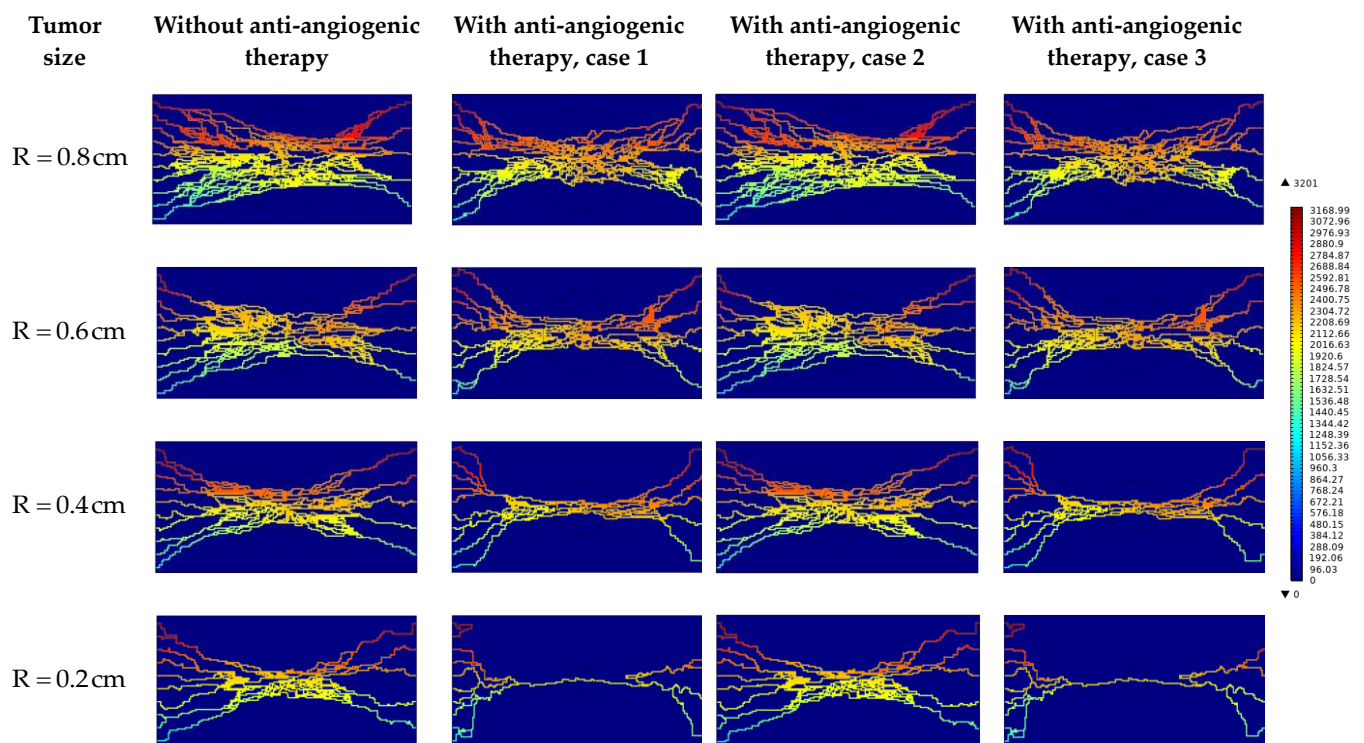 Tumor
size
Without anti-angiogenic
therapy
With anti-angiogenic
therapy, case 1
With anti-angiogenic
therapy, case 2
With anti-angiogenic
therapy, case 3
R = 0.8 cm
R = 0.6 cm
R = 0.4 cm
R = 0.2 cm
▲ 3201
3168.99
3072.96
2976.93
2880.9
2784.87
2688.84
2592.81
2496.78
2400.75
2304.72
2208.69
2112.66
2016.63
1920.6
1824.57
1728.54
1632.51
1536.48
1440.45
1344.42
1248.39
1152.36
1056.33
960.3
864.27
768.24
672.21
576.18
480.15
384.12
288.09
192.06
96.03
0
▼ 0